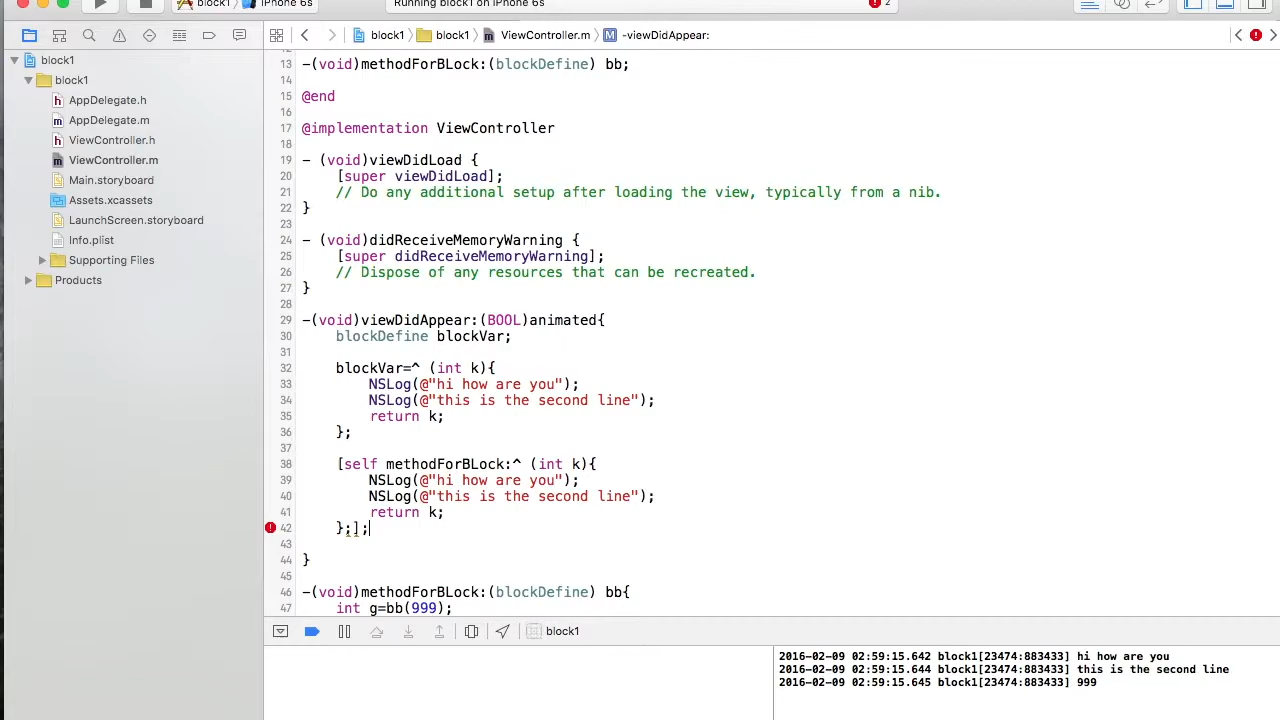 block1 iPhone 6s Running block1 on iPhone 6s 2
block1 block1 ViewController.m -viewDidAppear:
block1
block1
AppDelegate.h
AppDelegate.m
ViewController.h
ViewController.m
Main.storyboard
Assets.xcassets
LaunchScreen.storyboard
Info.plist
Supporting Files
Products
12
13 -(void)methodForBLock:(blockDefine) bb;
14
15 @end
16
17 @implementation ViewController
18
19 - (void)viewDidLoad {
20 [super viewDidLoad];
21 // Do any additional setup after loading the view, typically from a nib.
22 }
23
24 - (void)didReceiveMemoryWarning {
25 [super didReceiveMemoryWarning];
26 // Dispose of any resources that can be recreated.
27 }
28
29 -(void)viewDidAppear:(BOOL)animated{
30 blockDefine blockVar;
31
32 blockVar=^ (int k){
33 NSLog(@"hi how are you");
34 NSLog(@"this is the second line");
35 return k;
36 };
37
38 [self methodForBLock:^ (int k){
39 NSLog(@"hi how are you");
40 NSLog(@"this is the second line");
41 return k;
42 };];
43
44 }
45
46 -(void)methodForBLock:(blockDefine) bb{
47 int g=bb(999);
block1
2016-02-09 02:59:15.642 block1[23474:883433] hi how are you
2016-02-09 02:59:15.644 block1[23474:883433] this is the second line
2016-02-09 02:59:15.645 block1[23474:883433] 999